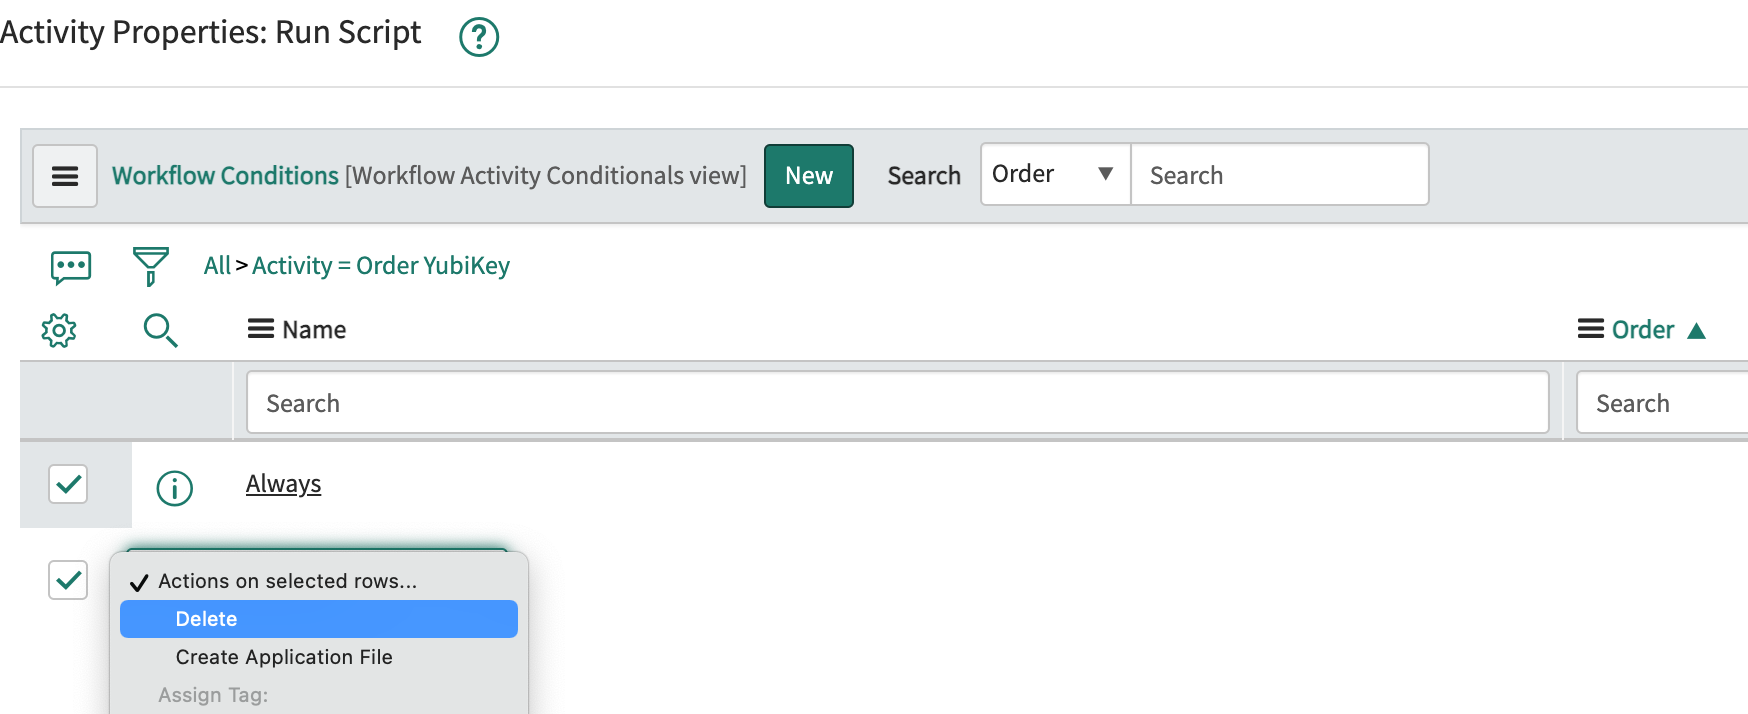 Activity Properties: Run Script ?
Workflow Conditions [Workflow Activity Conditionals view] New Search Order ▼ Search
All > Activity = Order YubiKey
Name Order ▲
Search Search
Always
✓ Actions on selected rows...
Delete
Create Application File
Assign Tag: